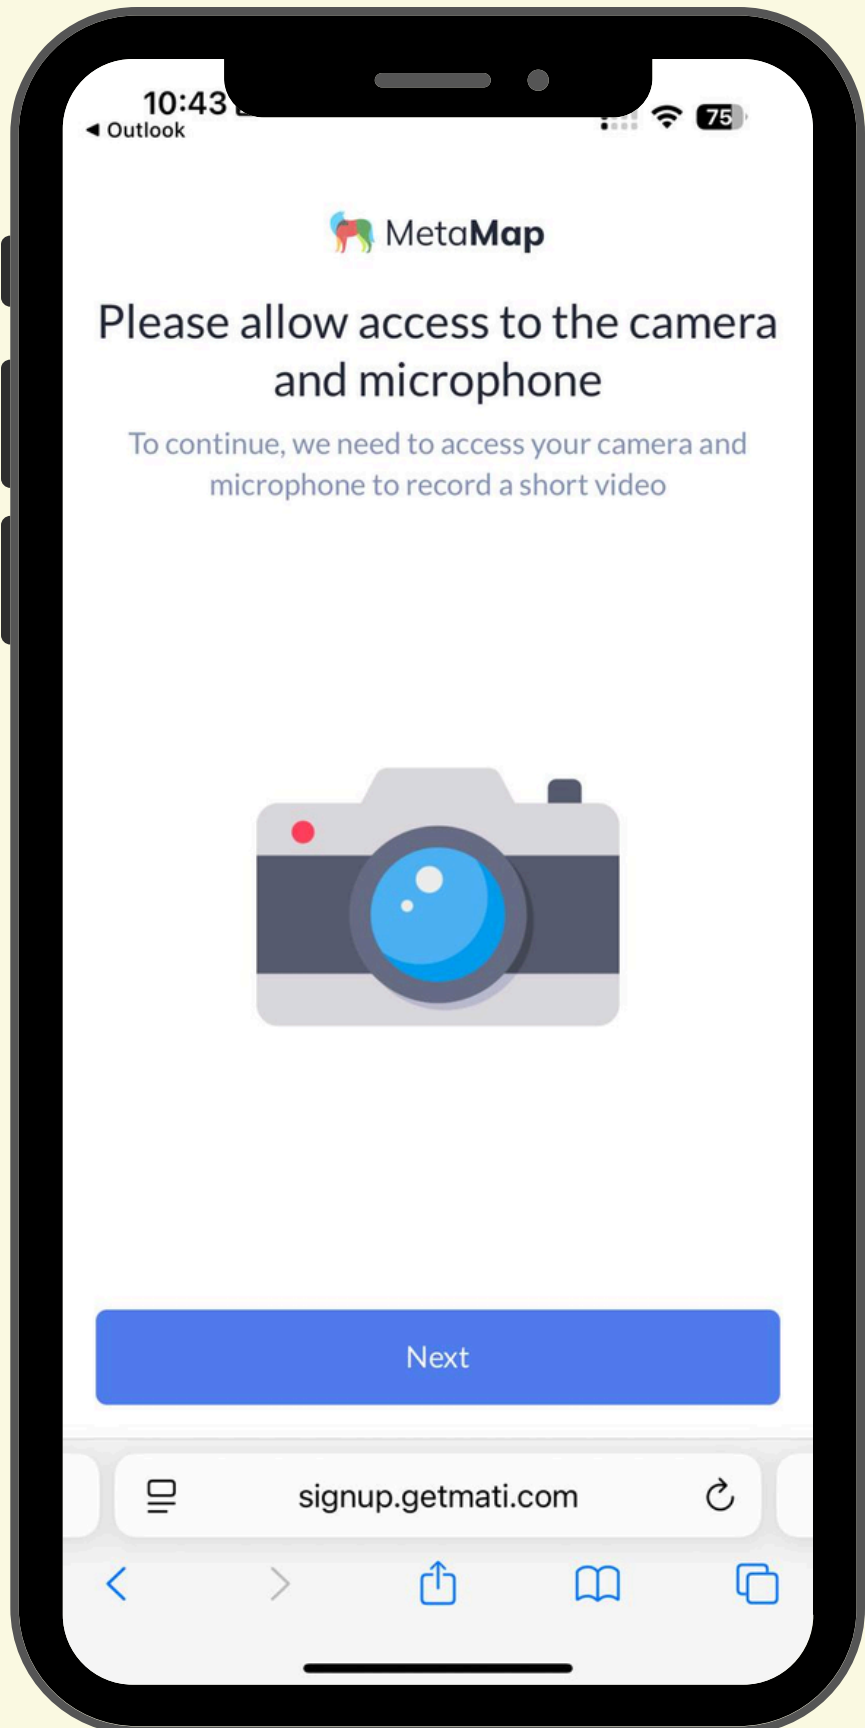 10:43
◀ Outlook
75
MetaMap
Please allow access to the camera
and microphone
To continue, we need to access your camera and
microphone to record a short video
Next
signup.getmati.com